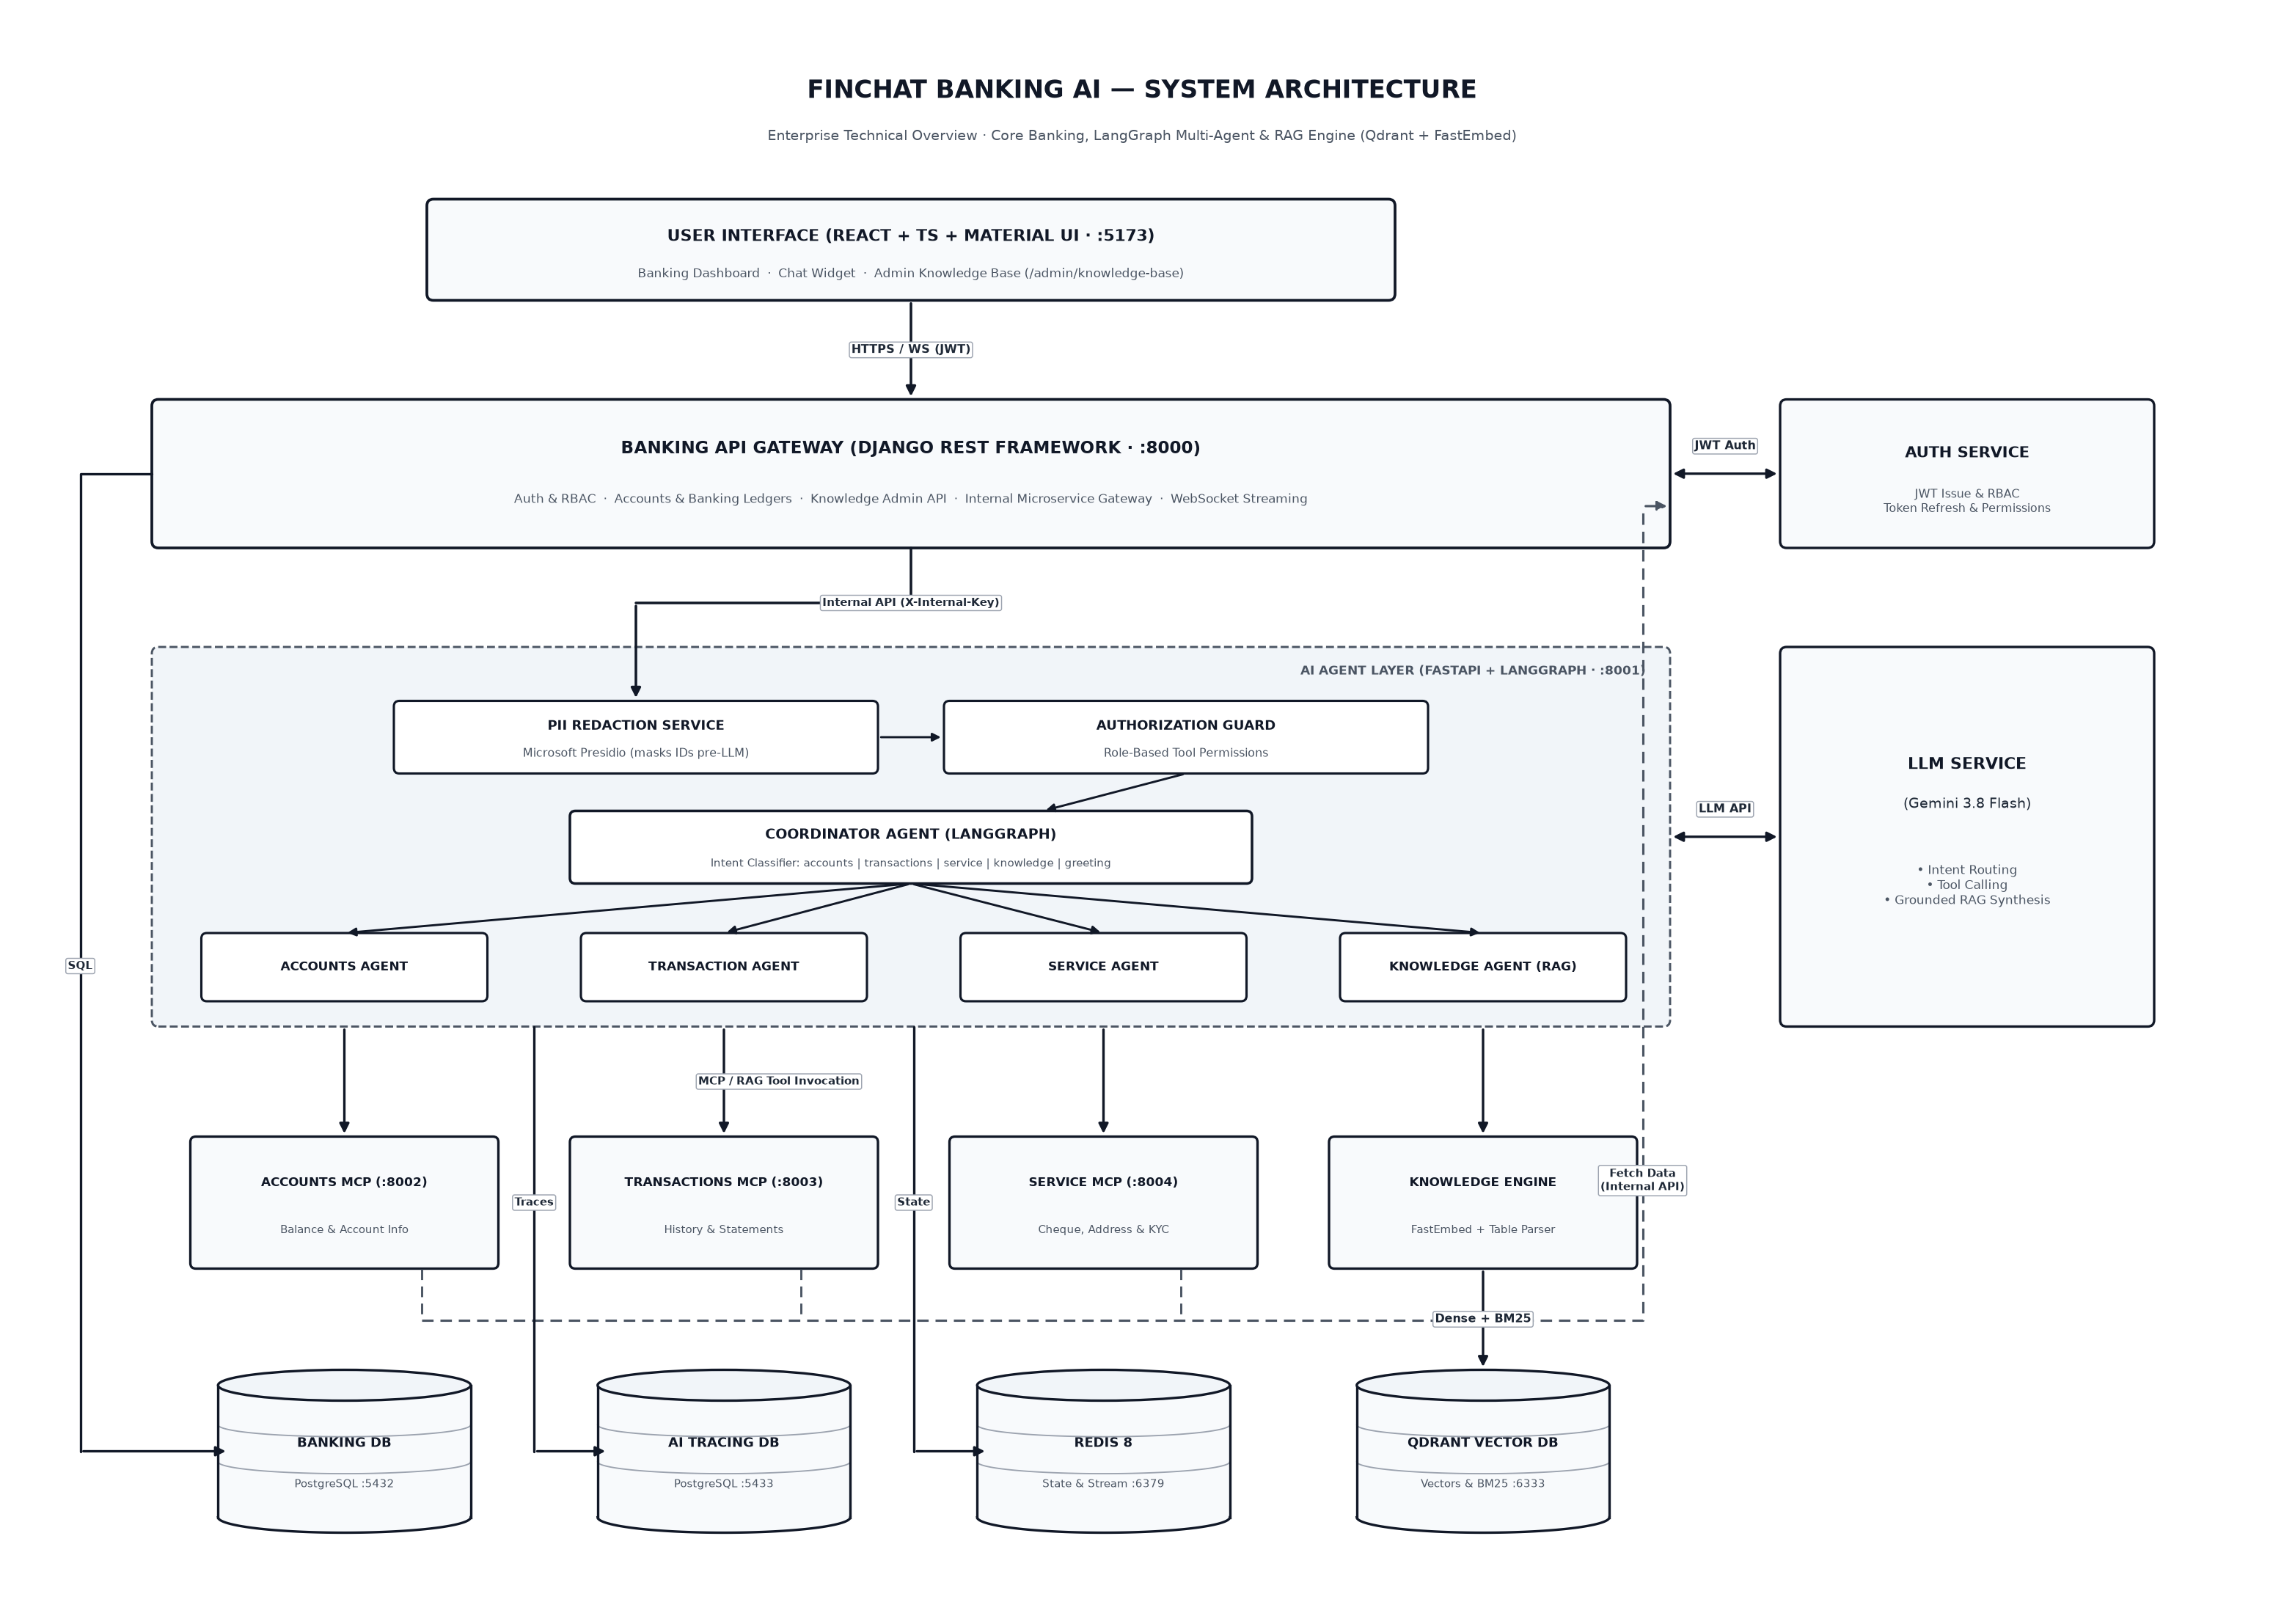 FINCHAT BANKING AI — SYSTEM ARCHITECTURE
Enterprise Technical Overview · Core Banking, LangGraph Multi-Agent & RAG Engine (Qdrant + FastEmbed)
USER INTERFACE (REACT + TS + MATERIAL UI · :5173)
Banking Dashboard · Chat Widget · Admin Knowledge Base (/admin/knowledge-base)
HTTPS / WS (JWT)
BANKING API GATEWAY (DJANGO REST FRAMEWORK · :8000)
Auth & RBAC · Accounts & Banking Ledgers · Knowledge Admin API · Internal Microservice Gateway · WebSocket Streaming
JWT Auth
AUTH SERVICE
JWT Issue & RBAC
Token Refresh & Permissions
Internal API (X-Internal-Key)
AI AGENT LAYER (FASTAPI + LANGGRAPH · :8001)
PII REDACTION SERVICE
Microsoft Presidio (masks IDs pre-LLM)
AUTHORIZATION GUARD
Role-Based Tool Permissions
COORDINATOR AGENT (LANGGRAPH)
Intent Classifier: accounts | transactions | service | knowledge | greeting
LLM API
LLM SERVICE
(Gemini 3.8 Flash)
• Intent Routing
• Tool Calling
• Grounded RAG Synthesis
ACCOUNTS AGENT
TRANSACTION AGENT
SERVICE AGENT
KNOWLEDGE AGENT (RAG)
SQL
MCP / RAG Tool Invocation
ACCOUNTS MCP (:8002)
Balance & Account Info
Traces
TRANSACTIONS MCP (:8003)
History & Statements
State
SERVICE MCP (:8004)
Cheque, Address & KYC
KNOWLEDGE ENGINE
FastEmbed + Table Parser
Fetch Data
(Internal API)
Dense + BM25
BANKING DB
PostgreSQL :5432
AI TRACING DB
PostgreSQL :5433
REDIS 8
State & Stream :6379
QDRANT VECTOR DB
Vectors & BM25 :6333